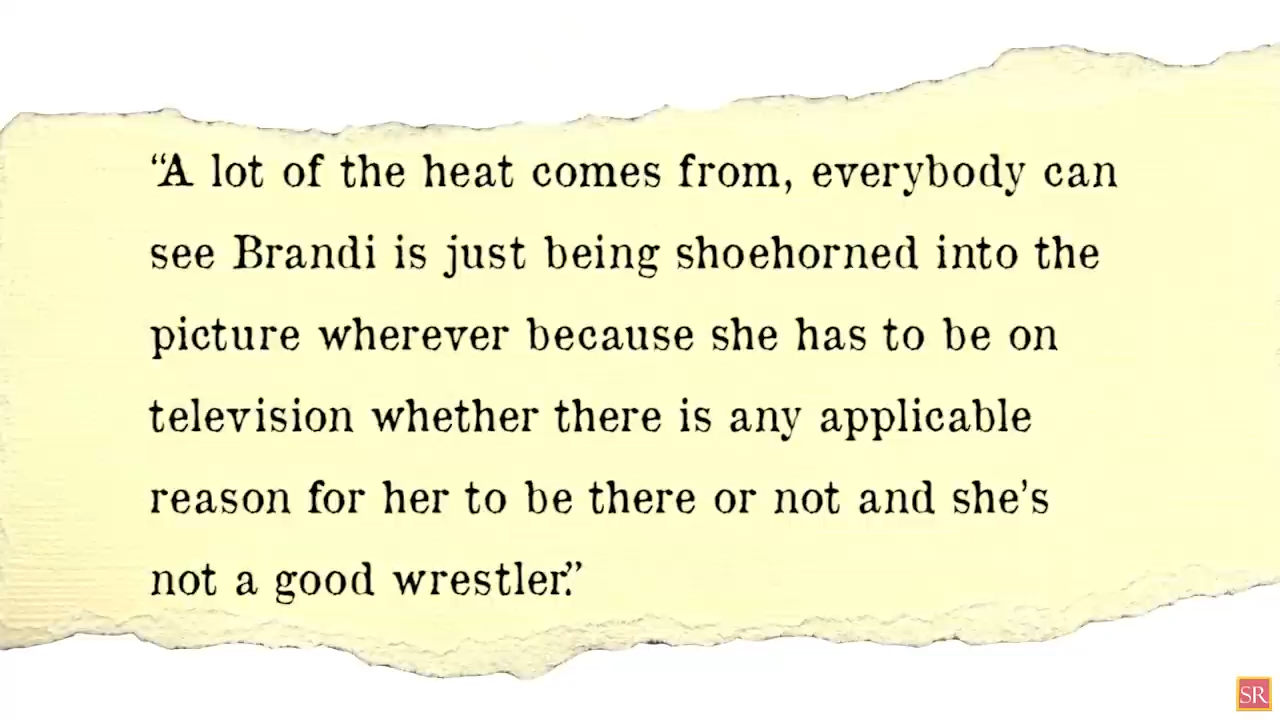 “A lot of the heat comes from, everybody can
see Brandi is just being shoehorned into the
picture wherever because she has to be on
television whether there is any applicable
reason for her to be there or not and she’s
not a good wrestler.”
SR